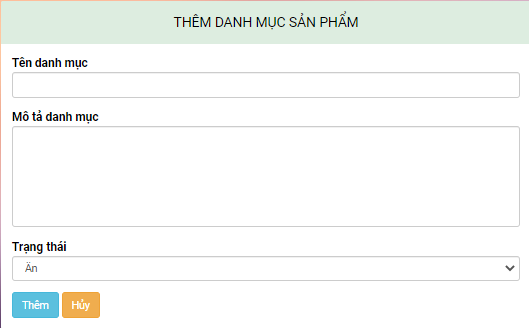 THÊM DANH MỤC SẢN PHẨM
Tên danh mục
Mô tả danh mục
Trạng thái
Ẩn
Thêm
Hủy